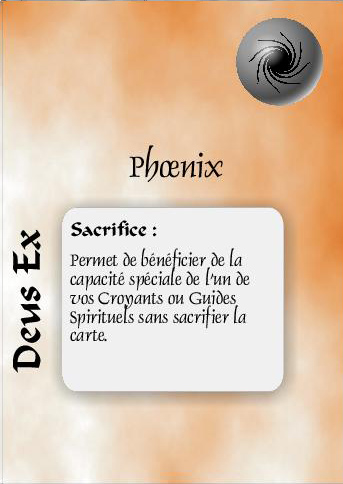 Phœnix
Deus Ex
Sacrifice :
Permet de bénéficier de la
capacité spéciale de l'un de
vos Croyants ou Guides
Spirituels sans sacrifier la
carte.